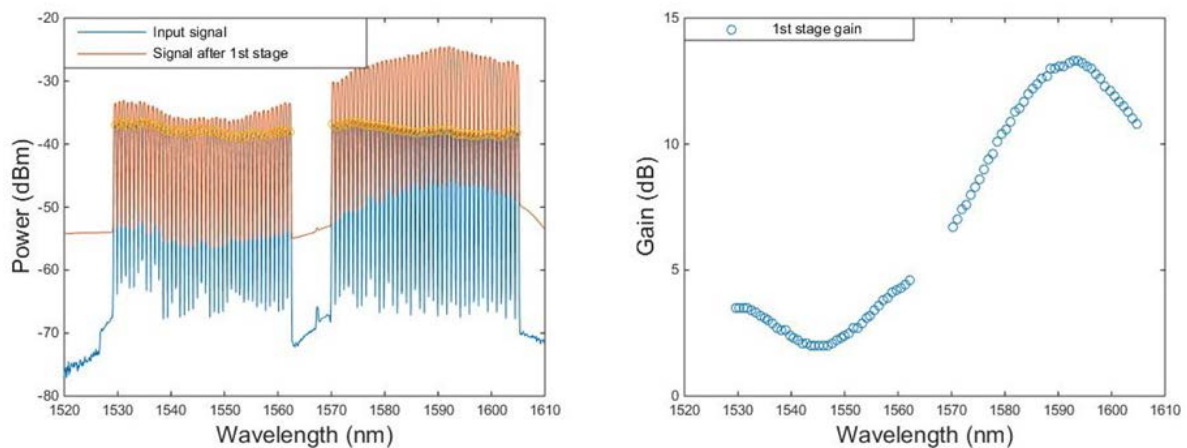 -20
-30
-40
-50
-60
-70
-80
Power (dBm)
Input signal
Signal after 1st stage
1520 1530 1540 1550 1560 1570 1580 1590 1600 1610
Wavelength (nm)
15
10
5
0
Gain (dB)
1st stage gain
1520 1530 1540 1550 1560 1570 1580 1590 1600 1610
Wavelength (nm)